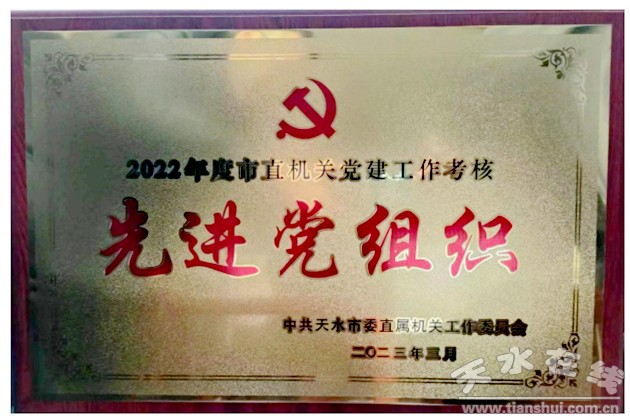 2022年度市直机关党建工作考核
先进党组织
中共天水市委直属机关工作委员会
二〇二三年三月
天水在线
www.tianshui.com.cn